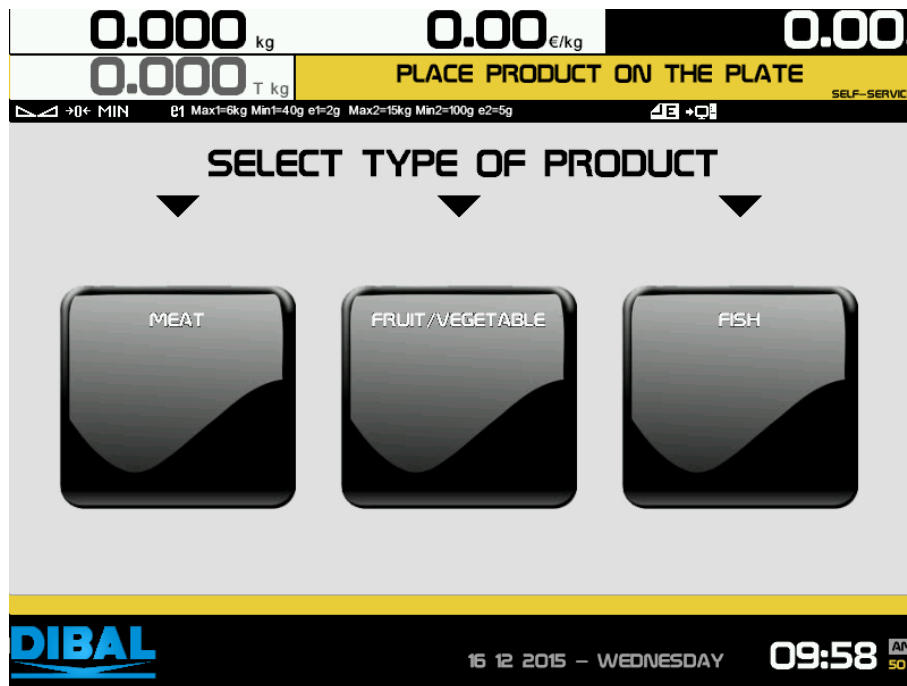 0.000 kg 0.00 €/kg 0.00
0.000 T kg PLACE PRODUCT ON THE PLATE
SELF-SERVIC
→0← MIN e1 Max1=6kg Min1=40g e1=2g Max2=15kg Min2=100g e2=5g E
SELECT TYPE OF PRODUCT
MEAT FRUIT/VEGETABLE FISH
DIBAL 16 12 2015 - WEDNESDAY 09:58 AN
50